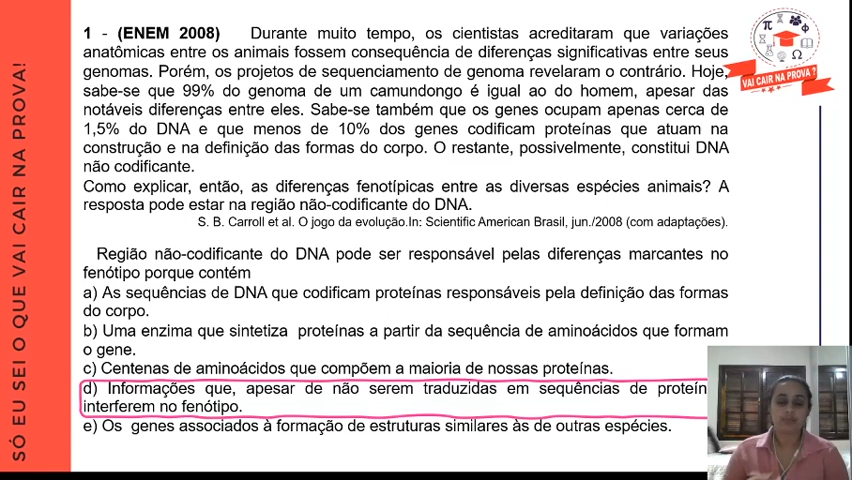 SÓ EU SEI O QUE VAI CAIR NA PROVA!
1 - (ENEM 2008) Durante muito tempo, os cientistas acreditaram que variações
anatômicas entre os animais fossem consequência de diferenças significativas entre seus
genomas. Porém, os projetos de sequenciamento de genoma revelaram o contrário. Hoje,
sabe-se que 99% do genoma de um camundongo é igual ao do homem, apesar das
notáveis diferenças entre eles. Sabe-se também que os genes ocupam apenas cerca de
1,5% do DNA e que menos de 10% dos genes codificam proteínas que atuam na
construção e na definição das formas do corpo. O restante, possivelmente, constitui DNA
não codificante.
Como explicar, então, as diferenças fenotípicas entre as diversas espécies animais? A
resposta pode estar na região não-codificante do DNA.
S. B. Carroll et al. O jogo da evolução.In: Scientific American Brasil, jun./2008 (com adaptações).
Região não-codificante do DNA pode ser responsável pelas diferenças marcantes no
fenótipo porque contém
a) As sequências de DNA que codificam proteínas responsáveis pela definição das formas
do corpo.
b) Uma enzima que sintetiza proteínas a partir da sequência de aminoácidos que formam
o gene.
c) Centenas de aminoácidos que compõem a maioria de nossas proteínas.
d) Informações que, apesar de não serem traduzidas em sequências de proteín
interferem no fenótipo.
e) Os genes associados à formação de estruturas similares às de outras espécies.
VAI CAIR NA PROVA?